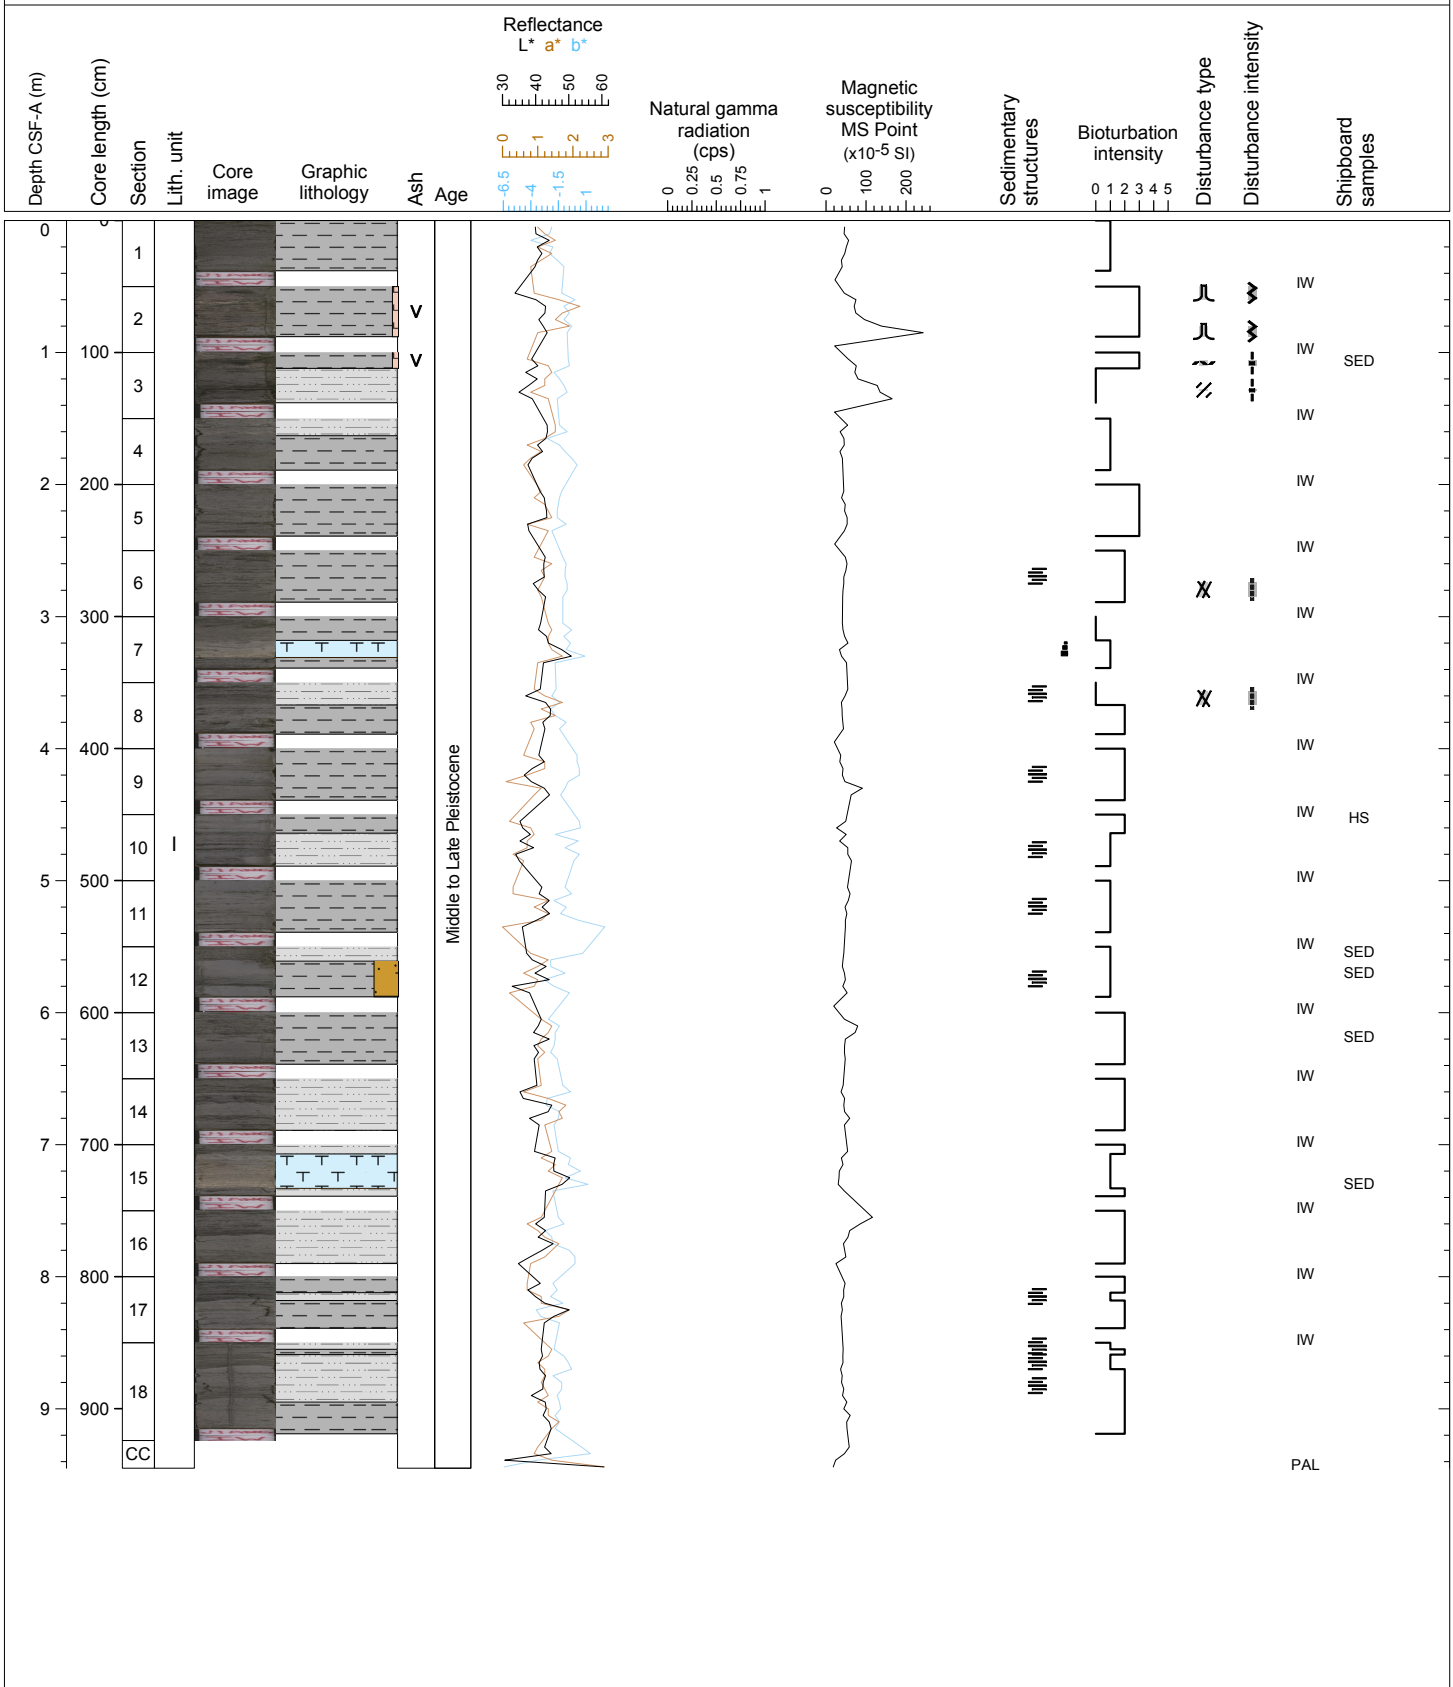 Reflectance
L* a* b*
30 40 50 60
0 1 2 3
-6.5 -4 -1.5 1
Depth CSF-A (m)
Core length (cm)
Section
Lith. unit
Core
image
Graphic
lithology
Ash
Age
Natural gamma
radiation
(cps)
0 0.25 0.5 0.75 1
Magnetic
susceptibility
MS Point
(x10-5 SI)
0 100 200
Sedimentary
structures
Bioturbation
intensity
0 1 2 3 4 5
Disturbance type
Disturbance intensity
Shipboard
samples
0 0
1
IW
2 V
1 100 IW
V SED
3
IW
4
2 200 IW
5
IW
6
3 300 IW
7
IW
8
4 400 IW
9
IW HS
10 I
5 500 IW
11
IW
SED
12 SED
6 600 IW
13 SED
IW
14
7 700 IW
15 SED
IW
16
8 800 IW
17
IW
18
9 900
CC
PAL
Middle to Late Pleistocene